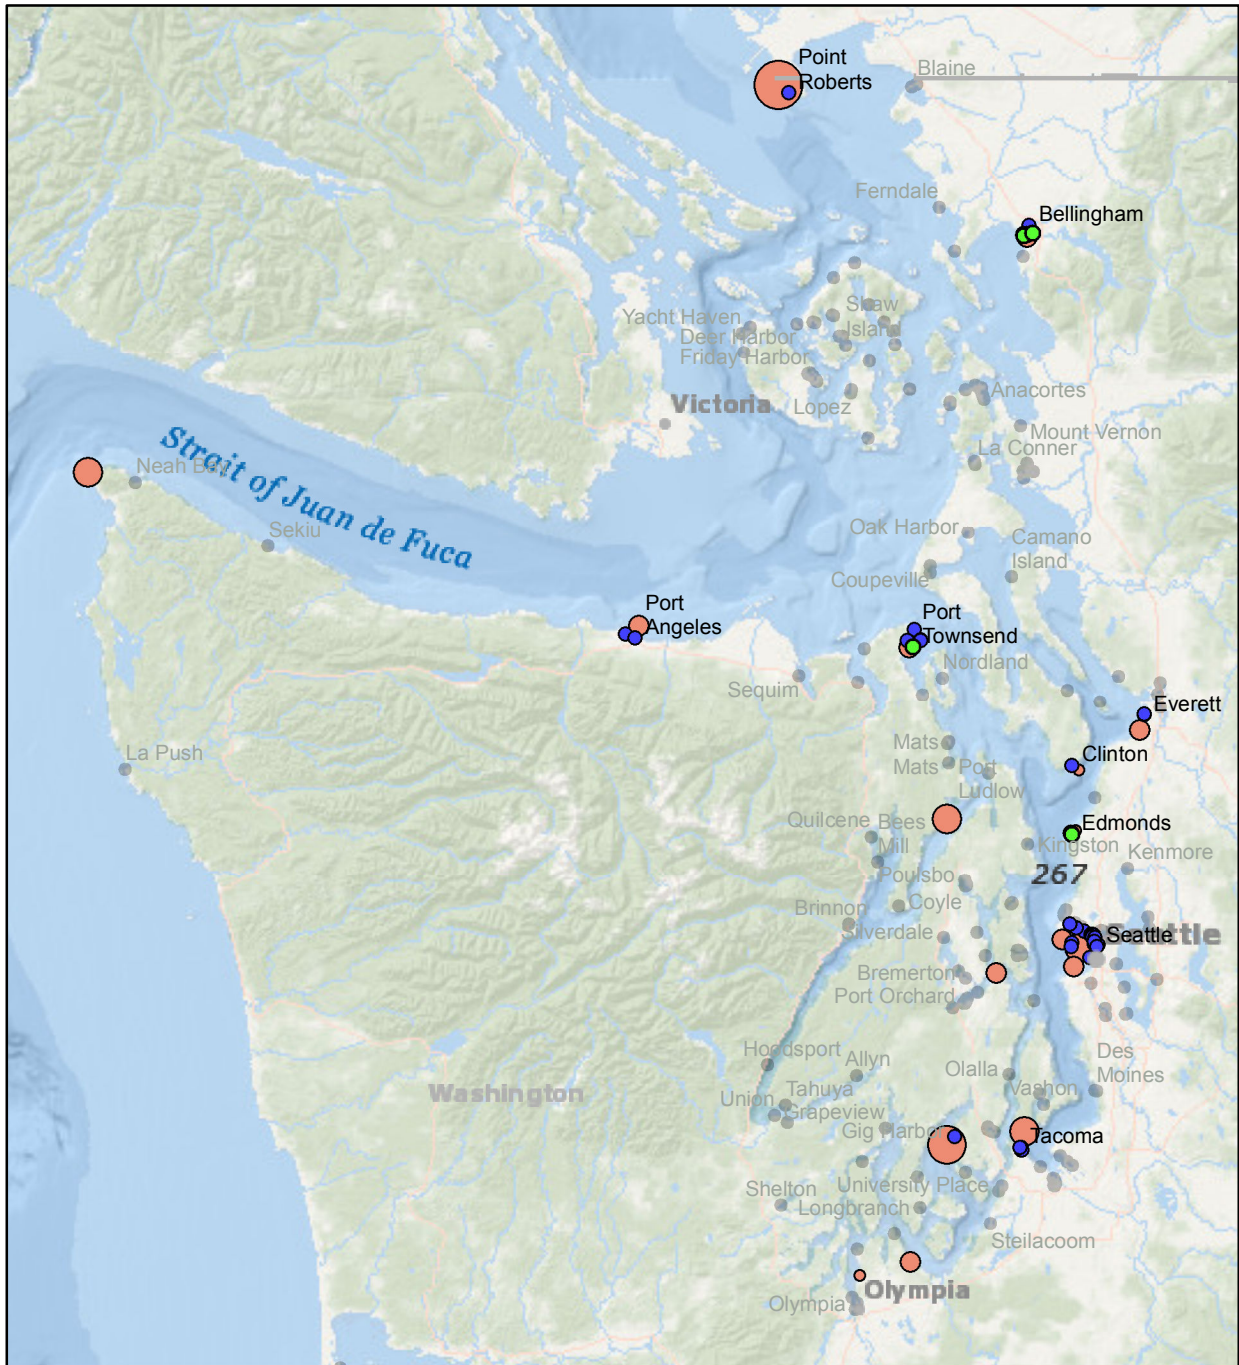 Point
Roberts
Blaine
Ferndale
Bellingham
Yacht Haven
Shaw
Island
Deer Harbor
Friday Harbor
Anacortes
Victoria
Lopez
Mount Vernon
La Conner
Neah Bay
Strait of Juan de Fuca
Sekiu
Oak Harbor
Camano
Island
Coupeville
Port
Angeles
Port
Townsend
Nordland
Sequim
Everett
La Push
Mats
Mats
Clinton
Port
Ludlow
Quilcene
Bees
Mill
Edmonds
Kingston
Kenmore
267
Poulsbo
Coyle
Brinnon
Silverdale
Seattle
Seattle
Bremerton
Port Orchard
Hoodsport
Allyn
Olalla
Des
Moines
Washington
Tahuya
Vashon
Union
Grapeview
Gig Harbor
Tacoma
Shelton
University Place
Longbranch
Steilacoom
Olympia
Olympia